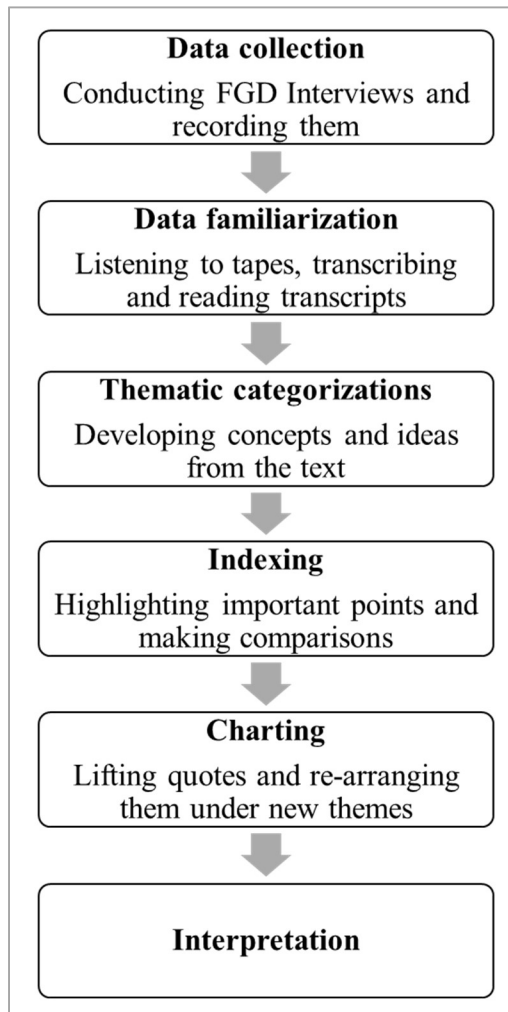 Data collection
Conducting FGD Interviews and
recording them
Data familiarization
Listening to tapes, transcribing
and reading transcripts
Thematic categorizations
Developing concepts and ideas
from the text
Indexing
Highlighting important points and
making comparisons
Charting
Lifting quotes and re-arranging
them under new themes
Interpretation